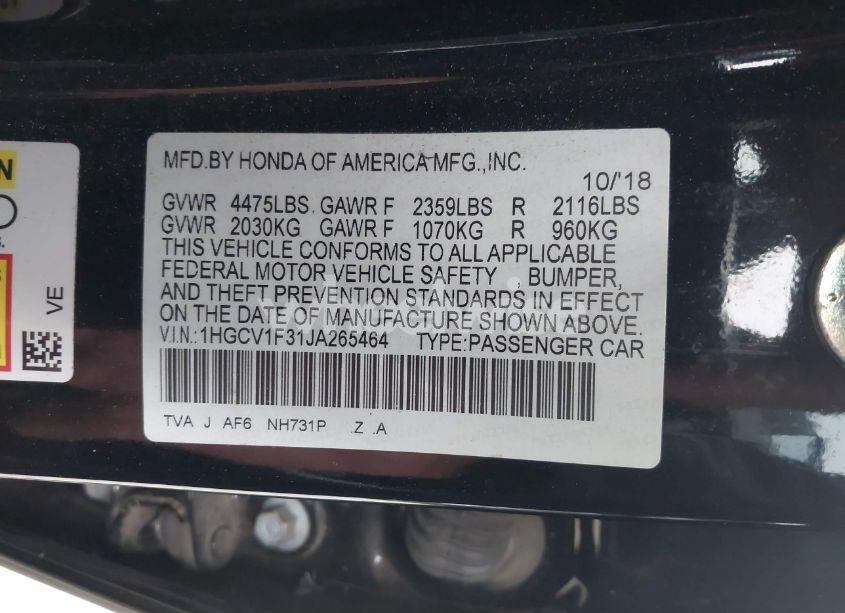 MFD.BY HONDA OF AMERICA MFG.,INC.
10/'18
GVWR 4475LBS. GAWR F 2359LBS R 2116LBS
GVWR 2030KG GAWR F 1070KG R 960KG
THIS VEHICLE CONFORMS TO ALL APPLICABLE
FEDERAL MOTOR VEHICLE SAFETY , BUMPER,
AND THEFT PREVENTION STANDARDS IN EFFECT
ON THE DATE OF MANUFACTURE SHOWN ABOVE.
V.I.N.:1HGCV1F31JA265464 TYPE:PASSENGER CAR
TVA J AF6 NH731P Z .A
VE